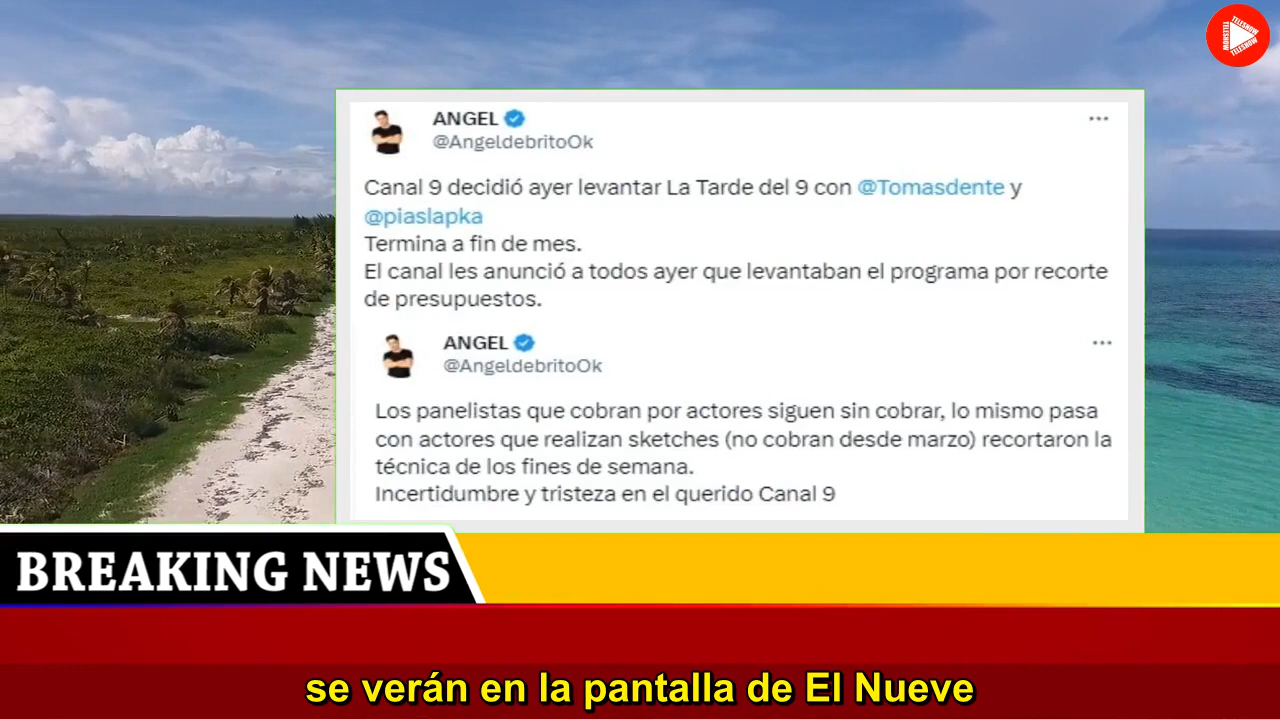 TELESHOW
TELESHOW
TELESHOW
ANGEL
@AngeldebritoOk
Canal 9 decidió ayer levantar La Tarde del 9 con @Tomasdente y
@piaslapka
Termina a fin de mes.
El canal les anunció a todos ayer que levantaban el programa por recorte
de presupuestos.
ANGEL
@AngeldebritoOk
Los panelistas que cobran por actores siguen sin cobrar, lo mismo pasa
con actores que realizan sketches (no cobran desde marzo) recortaron la
técnica de los fines de semana.
Incertidumbre y tristeza en el querido Canal 9
BREAKING NEWS
se verán en la pantalla de El Nueve